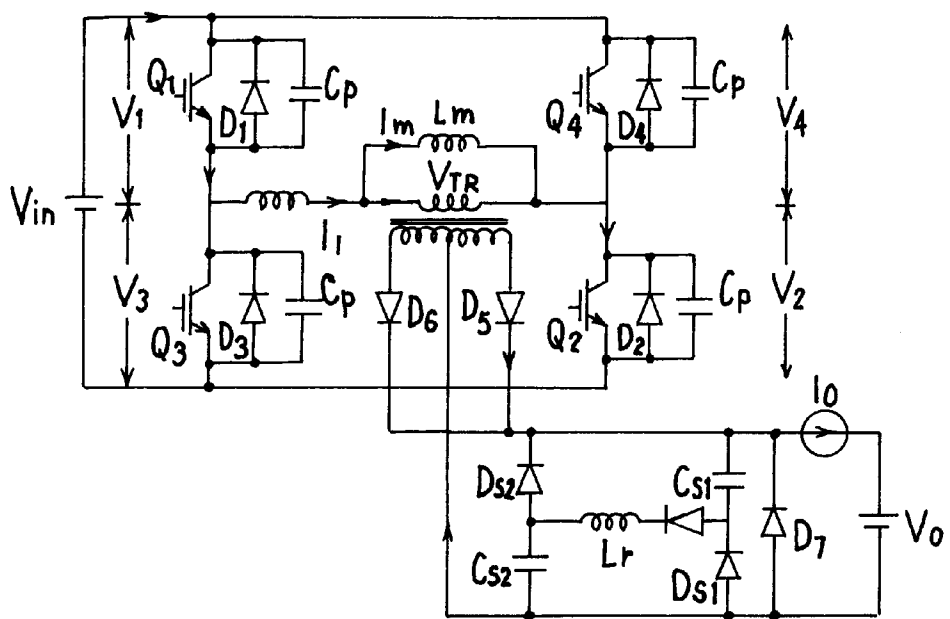 Q1
D1
Cp
Q4
D4
Cp
V1
V4
Im
Lm
VTR
Vin
I1
V3
V2
Q3
D3
Cp
D6
D5
Q2
D2
Cp
Io
Ds2
Cs1
Lr
D7
Vo
Cs2
Ds1